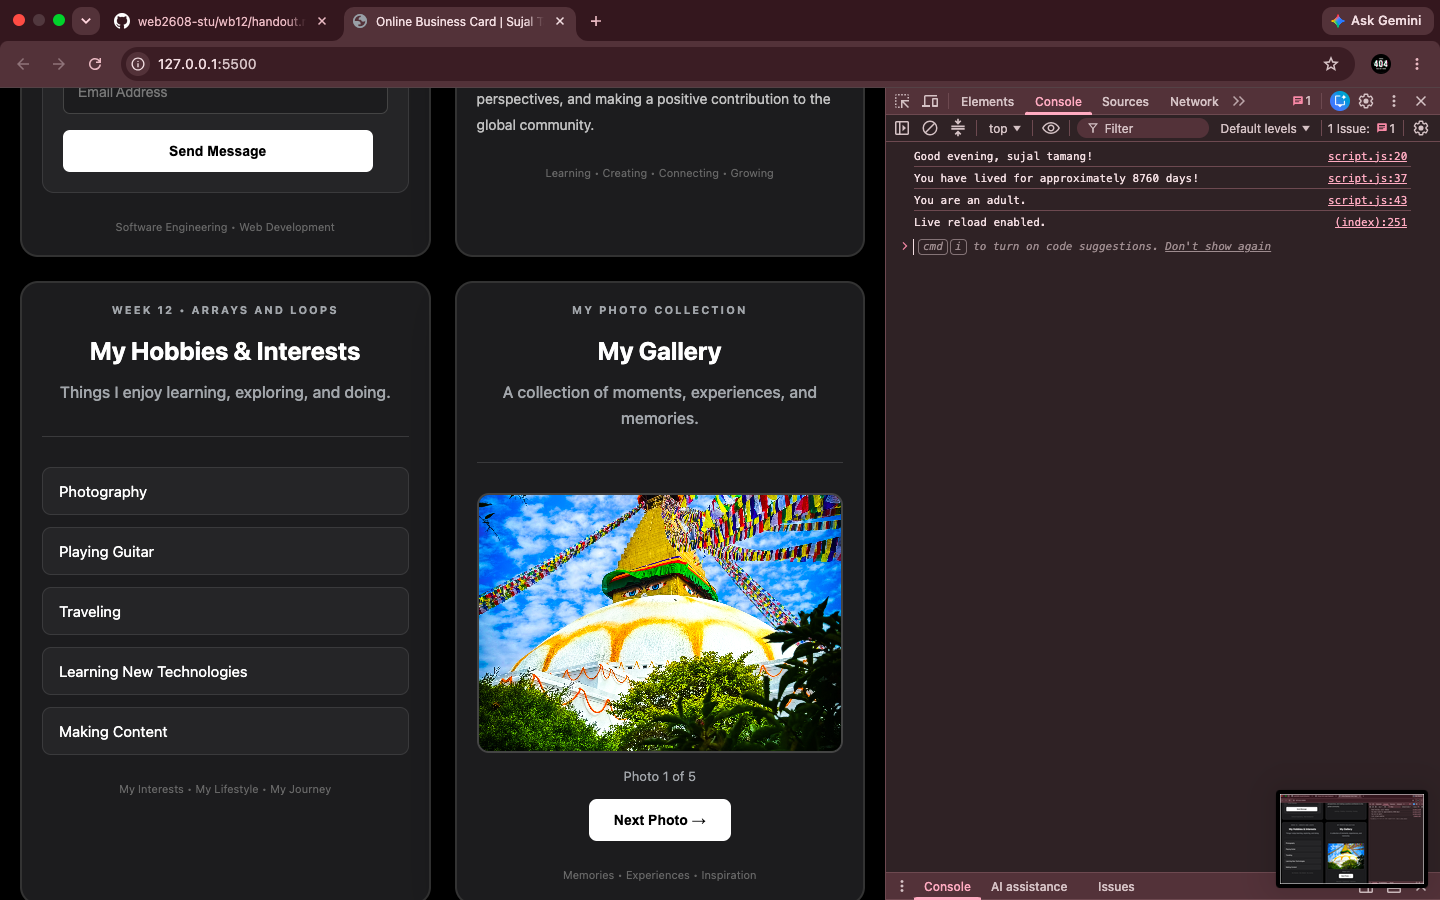 web2608-stu/wb12/handout.
Online Business Card | Sujal
Ask Gemini
127.0.0.1:5500
404
Email Address
Send Message
Software Engineering • Web Development
perspectives, and making a positive contribution to the
global community.
Learning • Creating • Connecting • Growing
WEEK 12 • ARRAYS AND LOOPS
My Hobbies & Interests
Things I enjoy learning, exploring, and doing.
Photography
Playing Guitar
Traveling
Learning New Technologies
Making Content
My Interests • My Lifestyle • My Journey
MY PHOTO COLLECTION
My Gallery
A collection of moments, experiences, and
memories.
Photo 1 of 5
Next Photo →
Memories • Experiences • Inspiration
Elements Console Sources Network 1
top Filter Default levels 1 Issue: 1
Good evening, sujal tamang! script.js:20
You have lived for approximately 8760 days! script.js:37
You are an adult. script.js:43
Live reload enabled. (index):251
cmd i to turn on code suggestions. Don't show again
Console AI assistance Issues